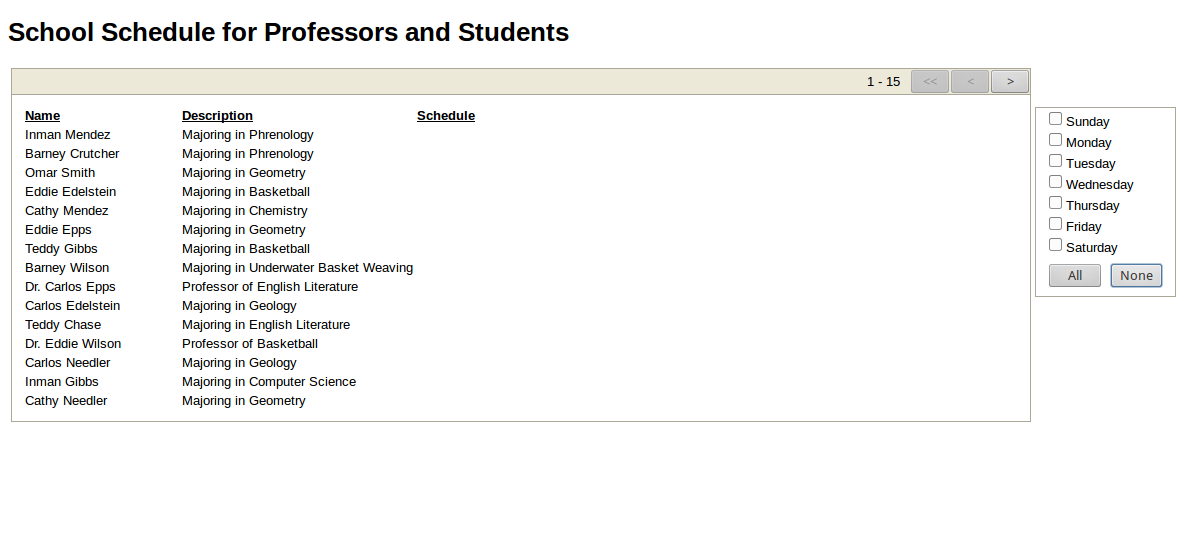 School Schedule for Professors and Students
1 - 15 << < >
Name Description Schedule
Inman Mendez Majoring in Phrenology
Barney Crutcher Majoring in Phrenology
Omar Smith Majoring in Geometry
Eddie Edelstein Majoring in Basketball
Cathy Mendez Majoring in Chemistry
Eddie Epps Majoring in Geometry
Teddy Gibbs Majoring in Basketball
Barney Wilson Majoring in Underwater Basket Weaving
Dr. Carlos Epps Professor of English Literature
Carlos Edelstein Majoring in Geology
Teddy Chase Majoring in English Literature
Dr. Eddie Wilson Professor of Basketball
Carlos Needler Majoring in Geology
Inman Gibbs Majoring in Computer Science
Cathy Needler Majoring in Geometry
Sunday
Monday
Tuesday
Wednesday
Thursday
Friday
Saturday
All None